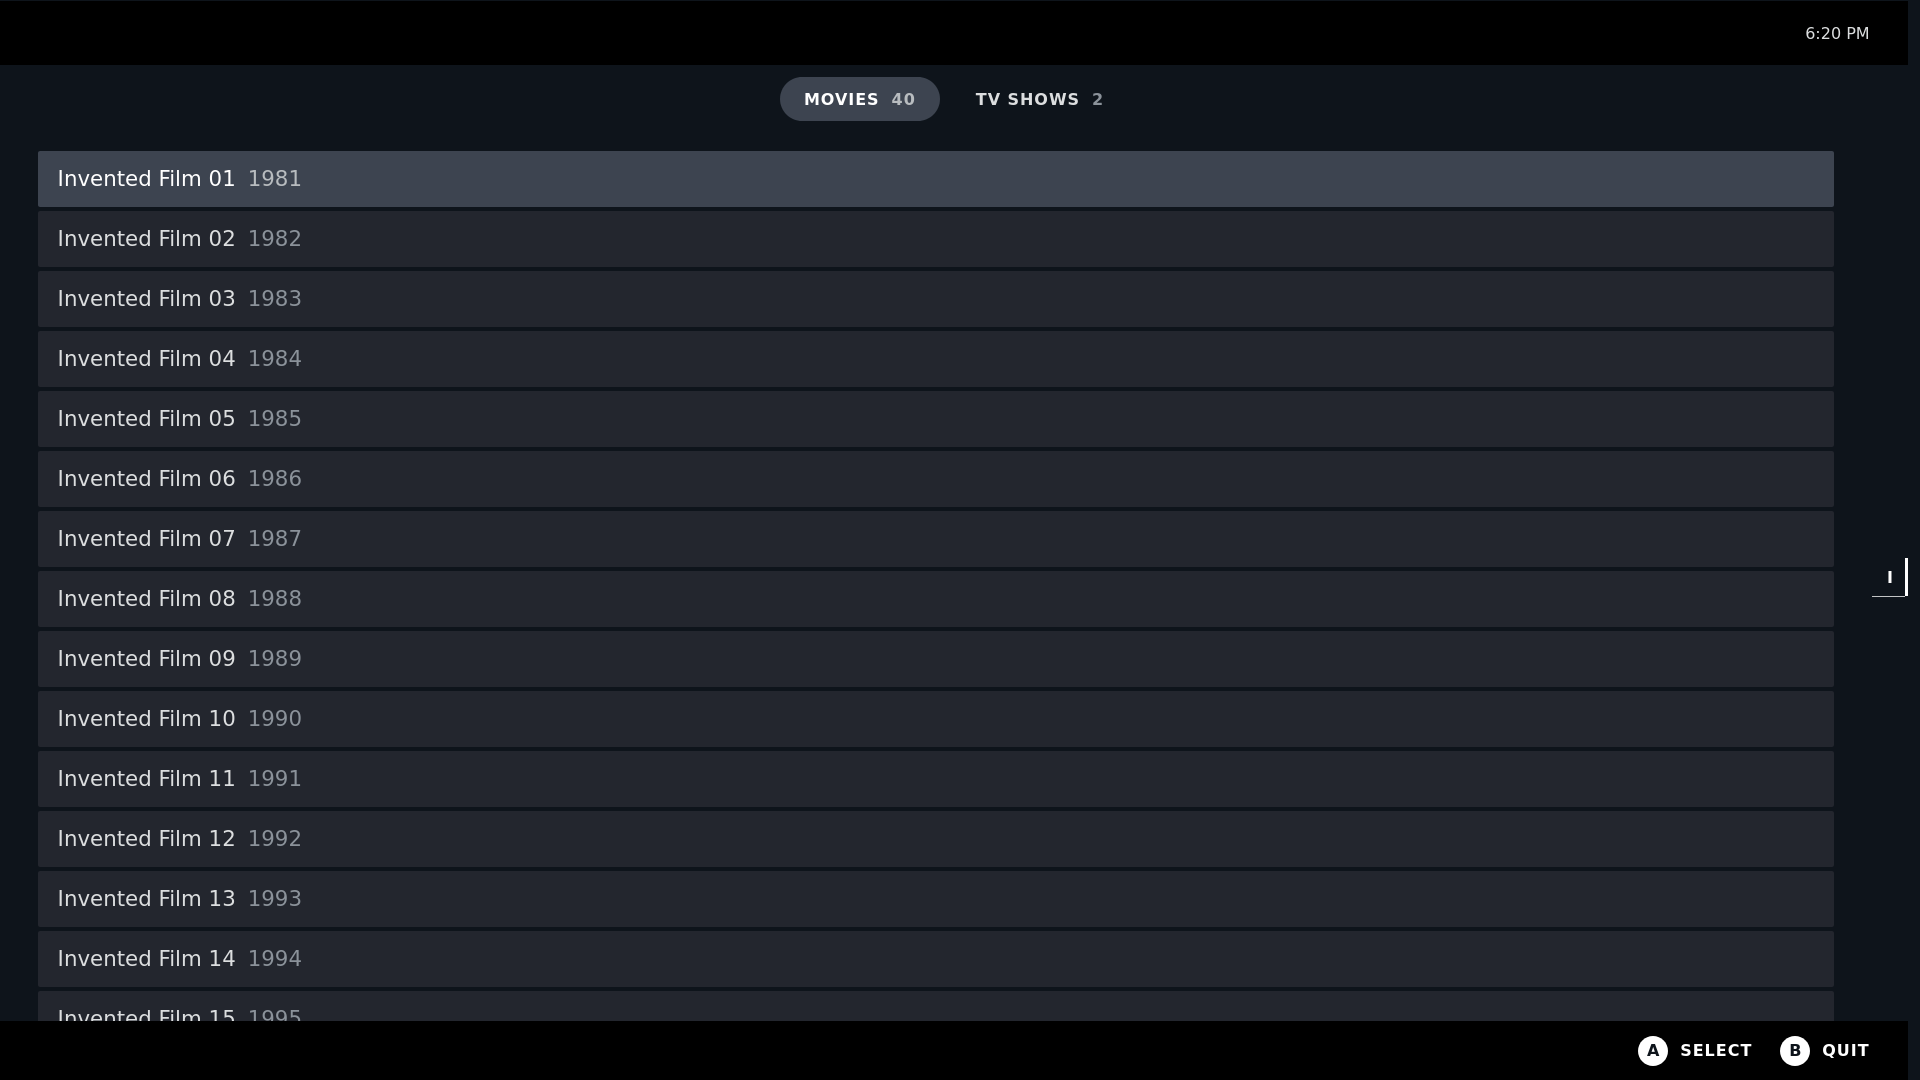 6:20 PM
MOVIES 40 TV SHOWS 2
Invented Film 01 1981
Invented Film 02 1982
Invented Film 03 1983
Invented Film 04 1984
Invented Film 05 1985
Invented Film 06 1986
Invented Film 07 1987
Invented Film 08 1988
Invented Film 09 1989
Invented Film 10 1990
Invented Film 11 1991
Invented Film 12 1992
Invented Film 13 1993
Invented Film 14 1994
Invented Film 15 1995
I
A SELECT B QUIT